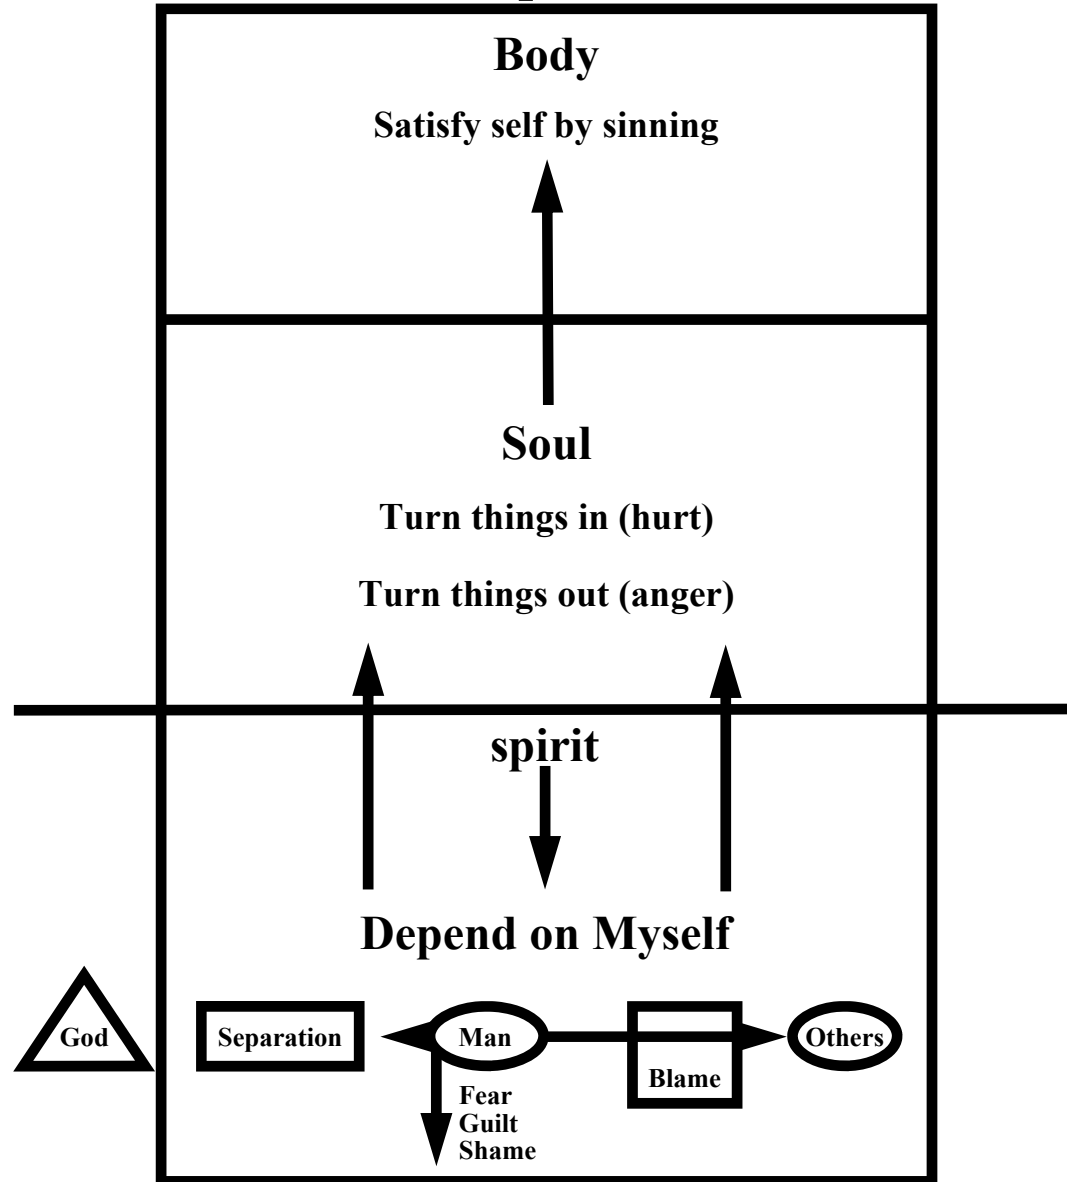 Body
Satisfy self by sinning
Soul
Turn things in (hurt)
Turn things out (anger)
spirit
Depend on Myself
God
Separation
Man
Others
Blame
Fear
Guilt
Shame